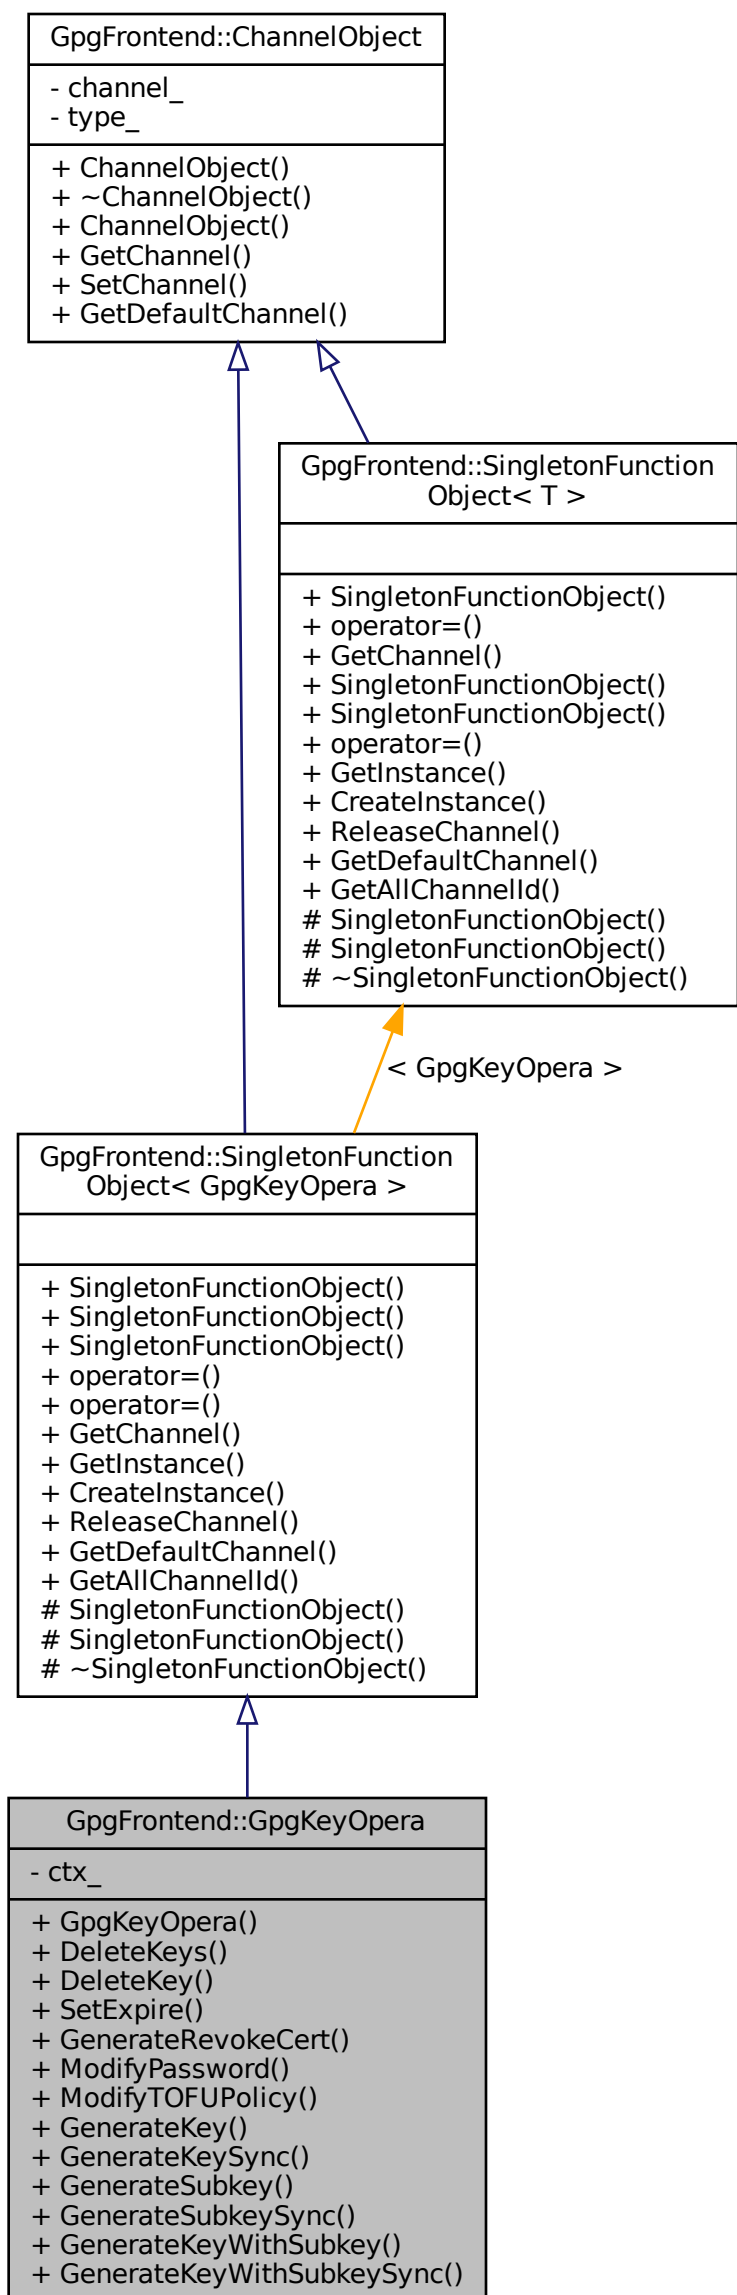 GpgFrontend::ChannelObject
- channel_
- type_
+ ChannelObject()
+ ~ChannelObject()
+ ChannelObject()
+ GetChannel()
+ SetChannel()
+ GetDefaultChannel()
GpgFrontend::SingletonFunction
Object< T >
+ SingletonFunctionObject()
+ operator=()
+ GetChannel()
+ SingletonFunctionObject()
+ SingletonFunctionObject()
+ operator=()
+ GetInstance()
+ CreateInstance()
+ ReleaseChannel()
+ GetDefaultChannel()
+ GetAllChannelId()
# SingletonFunctionObject()
# SingletonFunctionObject()
# ~SingletonFunctionObject()
< GpgKeyOpera >
GpgFrontend::SingletonFunction
Object< GpgKeyOpera >
+ SingletonFunctionObject()
+ SingletonFunctionObject()
+ SingletonFunctionObject()
+ operator=()
+ operator=()
+ GetChannel()
+ GetInstance()
+ CreateInstance()
+ ReleaseChannel()
+ GetDefaultChannel()
+ GetAllChannelId()
# SingletonFunctionObject()
# SingletonFunctionObject()
# ~SingletonFunctionObject()
GpgFrontend::GpgKeyOpera
- ctx_
+ GpgKeyOpera()
+ DeleteKeys()
+ DeleteKey()
+ SetExpire()
+ GenerateRevokeCert()
+ ModifyPassword()
+ ModifyTOFUPolicy()
+ GenerateKey()
+ GenerateKeySync()
+ GenerateSubkey()
+ GenerateSubkeySync()
+ GenerateKeyWithSubkey()
+ GenerateKeyWithSubkeySync()